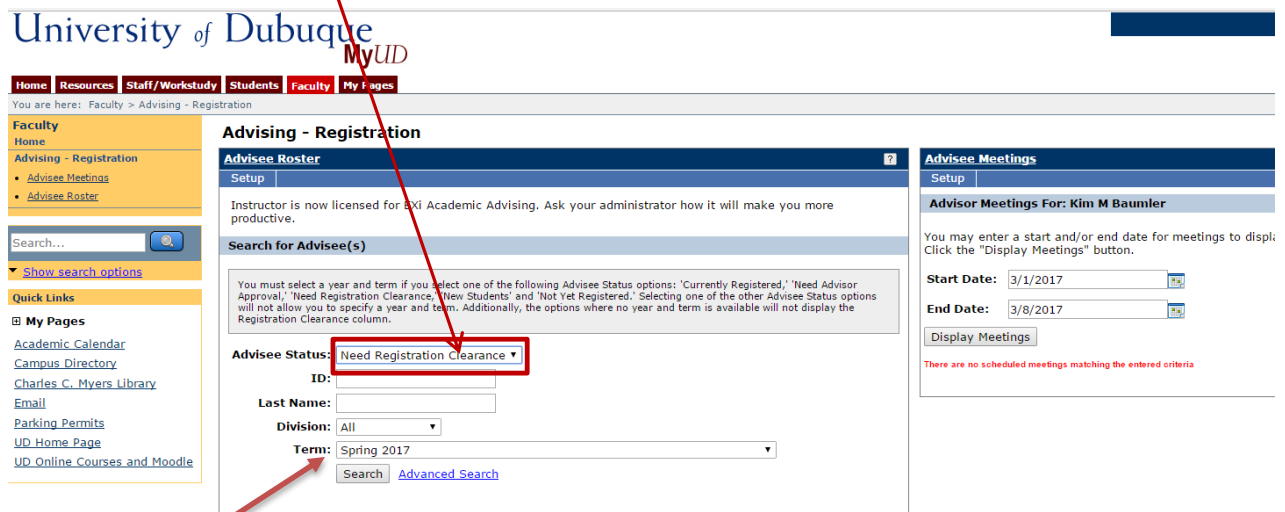 University of Dubuque
MyUD
Home Resources Staff/Workstudy Students Faculty My Pages
You are here: Faculty > Advising - Registration
Faculty
Home
Advising - Registration
Advisee Meetings
Advisee Roster
Search...
Show search options
Quick Links
My Pages
Academic Calendar
Campus Directory
Charles C. Myers Library
Email
Parking Permits
UD Home Page
UD Online Courses and Moodle
Advising - Registration
Advisee Roster ?
Setup
Instructor is now licensed for EXi Academic Advising. Ask your administrator how it will make you more
productive.
Search for Advisee(s)
You must select a year and term if you select one of the following Advisee Status options: 'Currently Registered,' 'Need Advisor
Approval,' 'Need Registration Clearance,' 'New Students' and 'Not Yet Registered.' Selecting one of the other Advisee Status options
will not allow you to specify a year and term. Additionally, the options where no year and term is available will not display the
Registration Clearance column.
Advisee Status: Need Registration Clearance
ID:
Last Name:
Division: All
Term: Spring 2017
Search Advanced Search
Advisee Meetings
Setup
Advisor Meetings For: Kim M Baumler
You may enter a start and/or end date for meetings to displa
Click the "Display Meetings" button.
Start Date: 3/1/2017
End Date: 3/8/2017
Display Meetings
There are no scheduled meetings matching the entered criteria